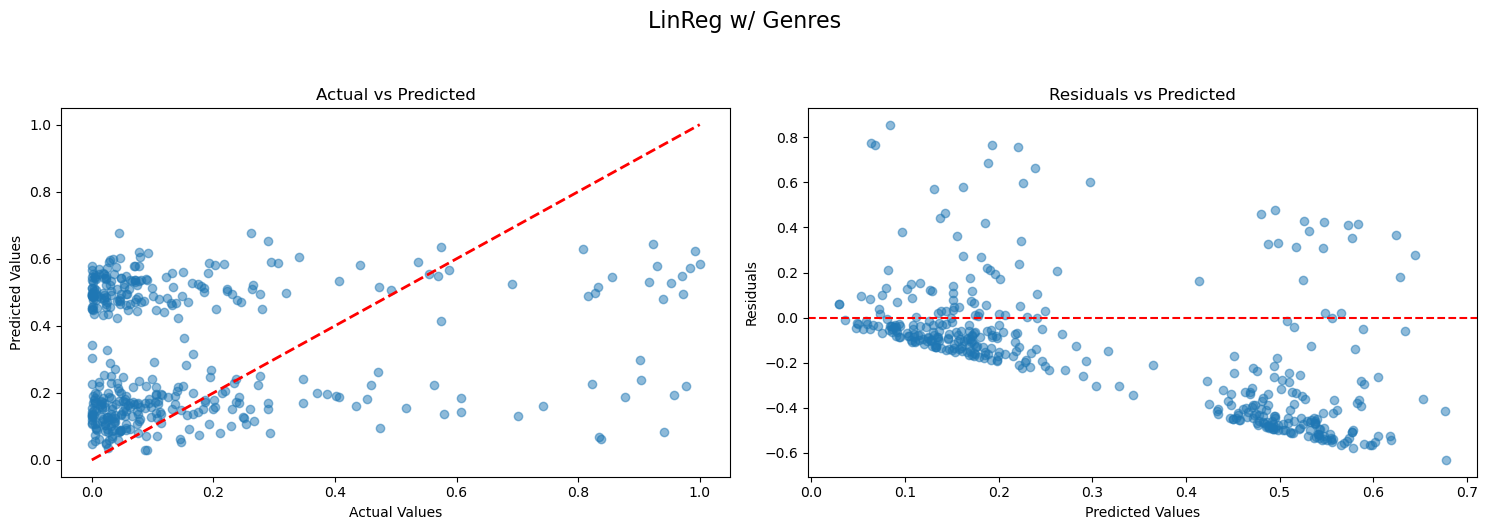 LinReg w/ Genres
Actual vs Predicted
Predicted Values
1.0
0.8
0.6
0.4
0.2
0.0
0.0 0.2 0.4 0.6 0.8 1.0
Actual Values
Residuals vs Predicted
Residuals
0.8
0.6
0.4
0.2
0.0
−0.2
−0.4
−0.6
0.0 0.1 0.2 0.3 0.4 0.5 0.6 0.7
Predicted Values